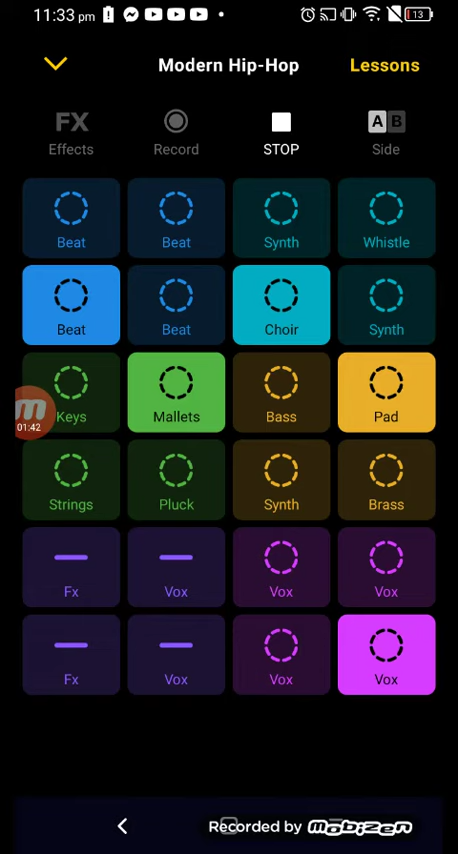 11:33 pm 13
Modern Hip-Hop Lessons
FX AB
Effects Record STOP Side
Beat Beat Synth Whistle
Beat Beat Choir Synth
Keys Mallets Bass Pad
01:42
Strings Pluck Synth Brass
Fx Vox Vox Vox
Fx Vox Vox Vox
Recorded by Mobizen